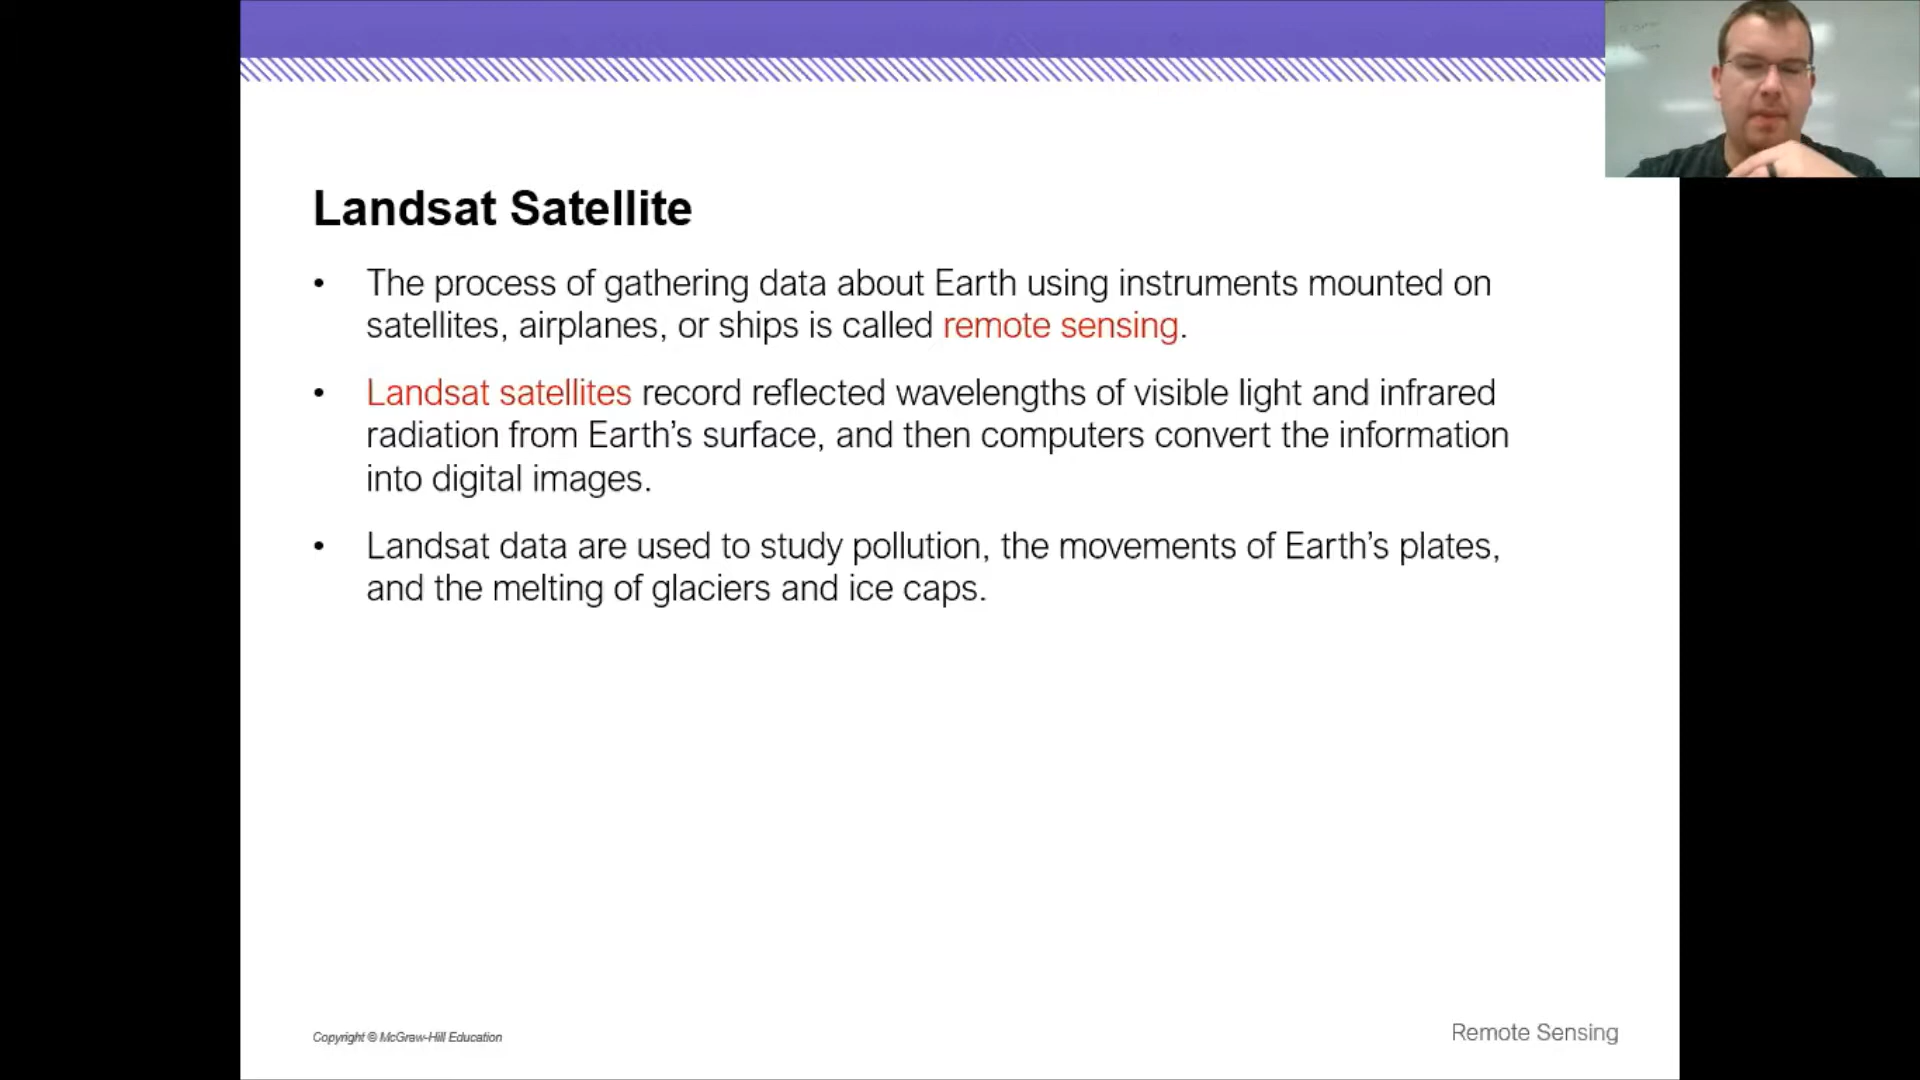 Landsat Satellite
• The process of gathering data about Earth using instruments mounted on
satellites, airplanes, or ships is called remote sensing.
• Landsat satellites record reflected wavelengths of visible light and infrared
radiation from Earth’s surface, and then computers convert the information
into digital images.
• Landsat data are used to study pollution, the movements of Earth’s plates,
and the melting of glaciers and ice caps.
Copyright © McGraw-Hill Education
Remote Sensing